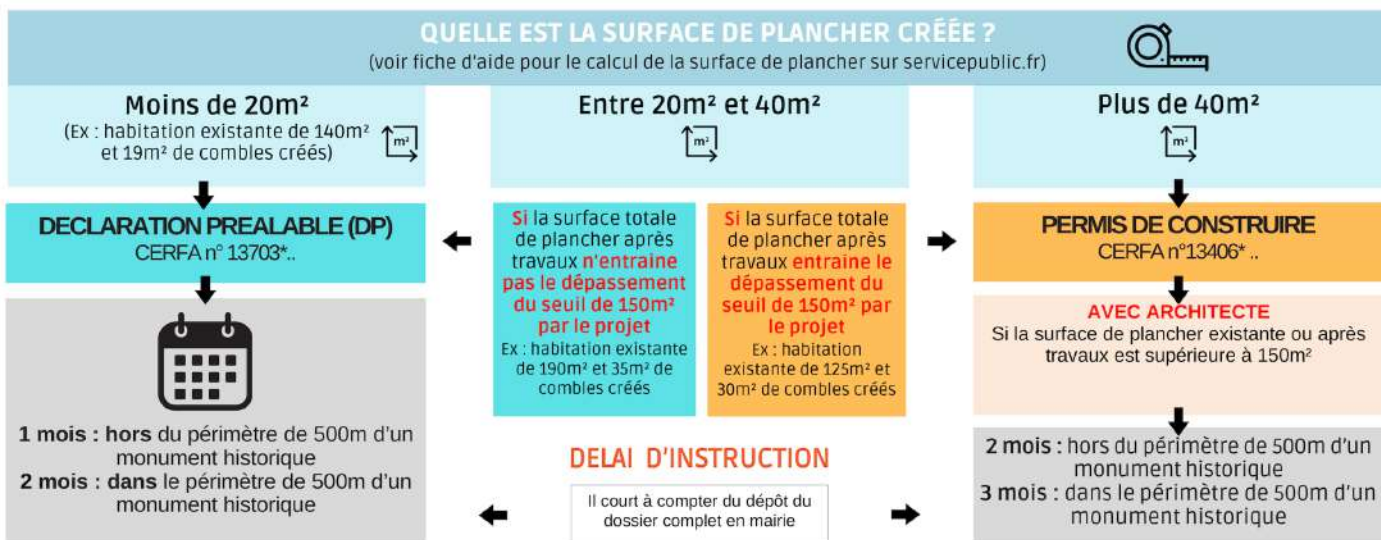 QUELLE EST LA SURFACE DE PLANCHER CRÉÉE ?
(voir fiche d'aide pour le calcul de la surface de plancher sur servicepublic.fr)
Moins de 20m²
(Ex : habitation existante de 140m²
et 19m² de combles créés)
m²
Entre 20m² et 40m²
m²
Plus de 40m²
m²
DECLARATION PREALABLE (DP)
CERFA n° 13703*..
Si la surface totale
de plancher après
travaux n'entraine
pas le dépassement
du seuil de 150m²
par le projet
Ex : habitation existante
de 190m² et 35m² de
combles créés
Si la surface totale
de plancher après
travaux entraine le
dépassement du
seuil de 150m² par
le projet
Ex : habitation
existante de 125m² et
30m² de combles créés
PERMIS DE CONSTRUIRE
CERFA n°13406* ..
AVEC ARCHITECTE
Si la surface de plancher existante ou après
travaux est supérieure à 150m²
1 mois : hors du périmètre de 500m d'un
monument historique
2 mois : dans le périmètre de 500m d'un
monument historique
DELAI D'INSTRUCTION
Il court à compter du dépôt du
dossier complet en mairie
2 mois : hors du périmètre de 500m d'un
monument historique
3 mois : dans le périmètre de 500m d'un
monument historique